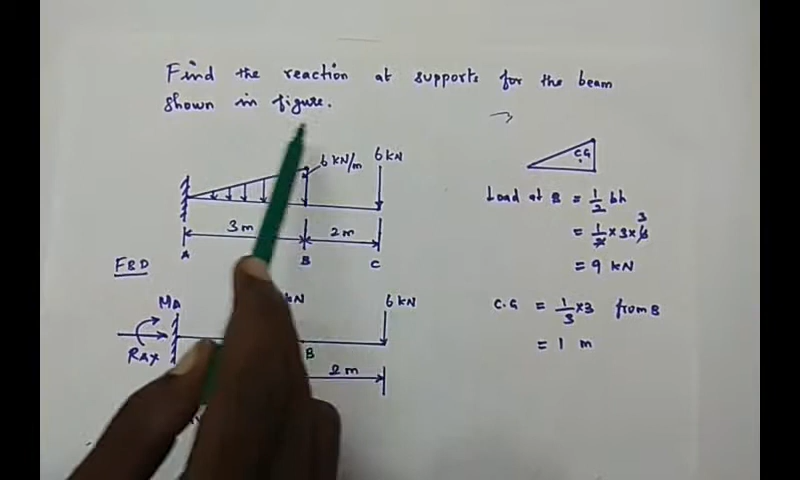 Find the reaction at supports for the beam
shown in figure.
6 kN/m
6 kN
3 m
2 m
A
B
C
FBD
MA
RAx
kN
6 kN
B
2 m
C.G
Load at B = 1/2 bh
= 1/2 × 3 × 6 3
= 9 kN
C.G = 1/3 × 3 from B
= 1 m